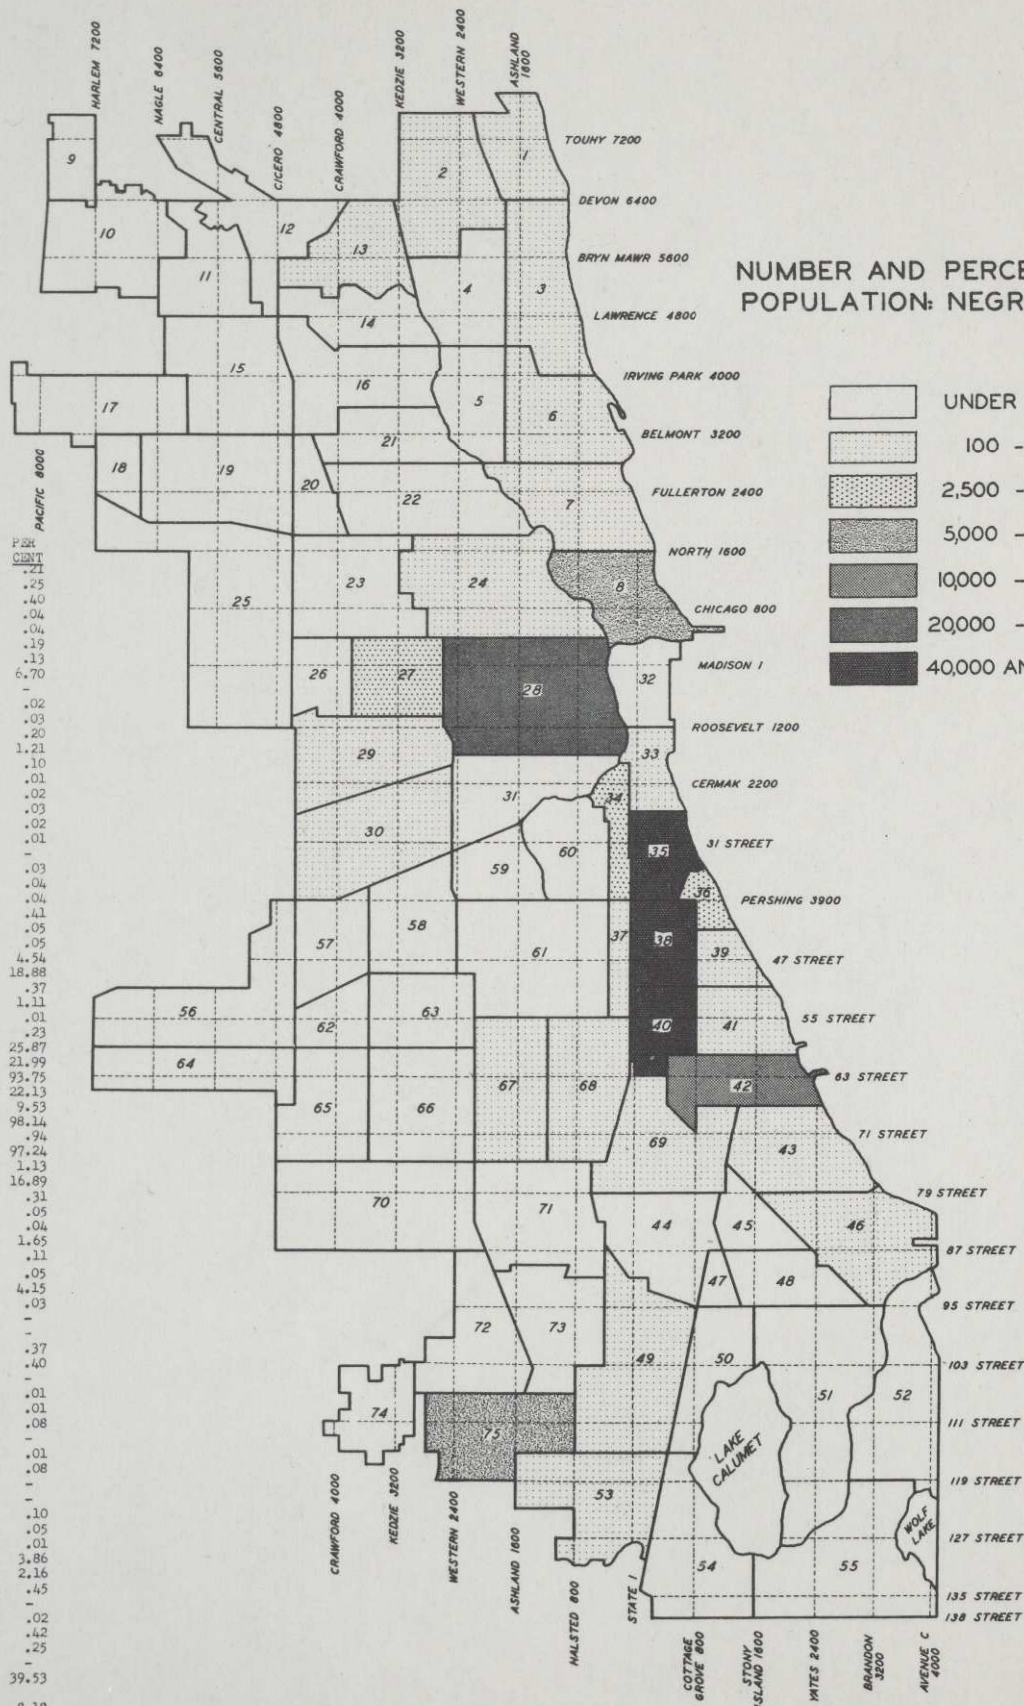 HARLEM 7200
NAGLE 6400
CENTRAL 5600
CICERO 4800
CRAWFORD 4000
KEDZIE 3200
WESTERN 2400
ASHLAND
1600
TOUHY 7200
DEVON 6400
BRYN MAWR 5600
LAWRENCE 4800
IRVING PARK 4000
BELMONT 3200
FULLERTON 2400
NORTH 1600
CHICAGO 800
MADISON 1
ROOSEVELT 1200
CERMAK 2200
31 STREET
PERSHING 3900
47 STREET
55 STREET
63 STREET
71 STREET
79 STREET
87 STREET
95 STREET
103 STREET
111 STREET
119 STREET
127 STREET
135 STREET
138 STREET
NUMBER AND PERCE
POPULATION: NEGR
UNDER
100 -
2,500 -
5,000 -
10,000 -
20,000 -
40,000 AN
PACIFIC 8000
PER
CENT
.21
.25
.40
.04
.04
.19
.13
6.70
-
.02
.03
.20
1.21
.10
.01
.02
.03
.02
.01
-
.03
.04
.04
.41
.05
.05
4.54
18.88
.37
1.11
.01
.23
25.87
21.99
93.75
22.13
9.53
98.14
.94
97.24
1.13
16.89
.31
.05
.04
1.65
.11
.05
4.15
.03
-
-
.37
.40
-
.01
.01
.08
-
.01
.08
-
-
.10
.05
.01
3.86
2.16
.45
-
.02
.42
.25
-
39.53
1
2
3
4
5
6
7
8
9
10
11
12
13
14
15
16
17
18
19
20
21
22
23
24
25
26
27
28
29
30
31
32
33
34
35
36
37
38
39
40
41
42
43
44
45
46
47
48
49
50
51
52
53
54
55
56
57
58
59
60
61
62
63
64
65
66
67
68
69
70
71
72
73
74
75
LAKE
CALUMET
WOLF
LAKE
CRAWFORD 4000
KEDZIE 3200
WESTERN 2400
ASHLAND 1600
HALSTED 800
STATE 1
COTTAGE
GROVE 800
STONY
ISLAND 1600
YATES 2400
BRANDON
3200
AVENUE C
4000